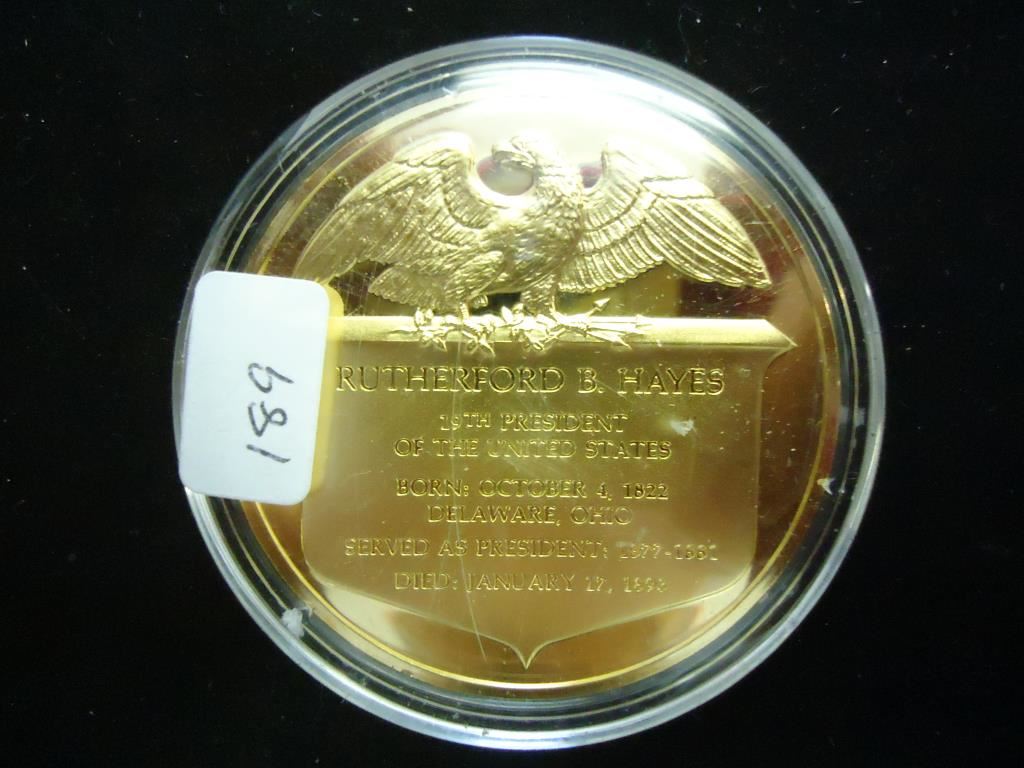 RUTHERFORD B. HAYES
19TH PRESIDENT
OF THE UNITED STATES
BORN: OCTOBER 4, 1822
DELAWARE, OHIO
SERVED AS PRESIDENT: 1877-1881
DIED: JANUARY 17, 1893
189